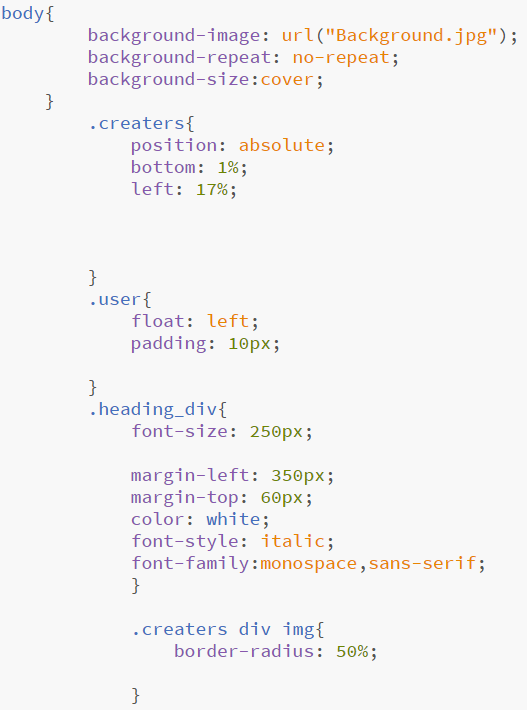 body{
background-image: url("Background.jpg");
background-repeat: no-repeat;
background-size:cover;
}
.creaters{
position: absolute;
bottom: 1%;
left: 17%;
}
.user{
float: left;
padding: 10px;
}
.heading_div{
font-size: 250px;
margin-left: 350px;
margin-top: 60px;
color: white;
font-style: italic;
font-family:monospace,sans-serif;
}
.creaters div img{
border-radius: 50%;
}